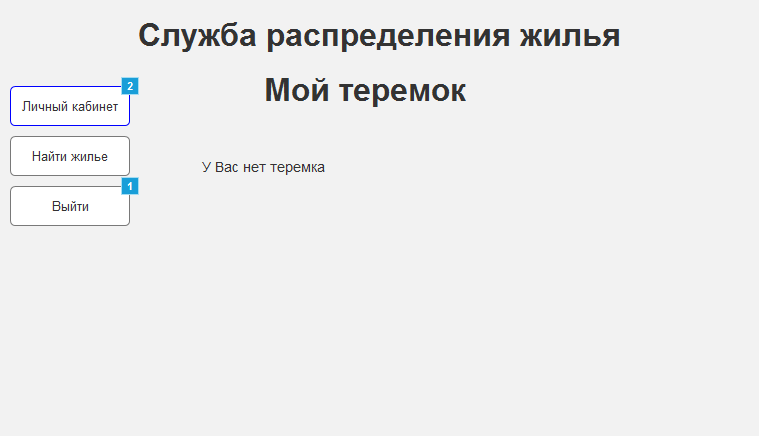 Служба распределения жилья
Мой теремок
2
Личный кабинет
Найти жилье
У Вас нет теремка
1
Выйти